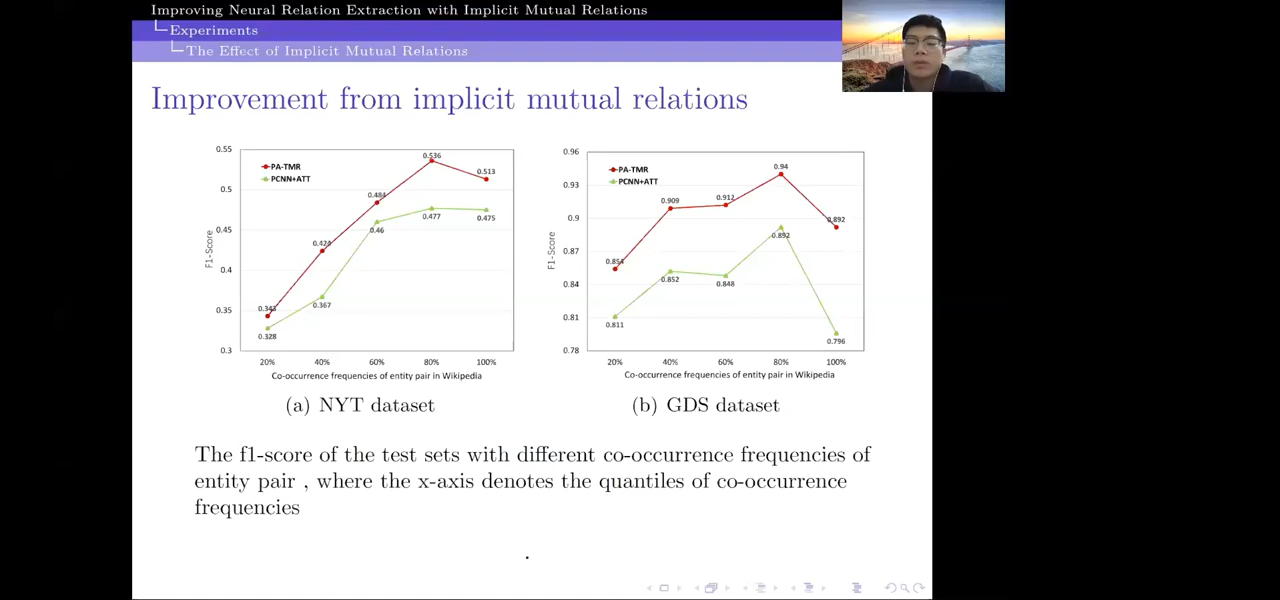 Improving Neural Relation Extraction with Implicit Mutual Relations
Experiments
The Effect of Implicit Mutual Relations
Improvement from implicit mutual relations
0.55
0.5
0.45
0.4
0.35
0.3
F1-Score
PA-TMR
PCNN+ATT
0.343
0.424
0.484
0.536
0.513
0.328
0.367
0.46
0.477
0.475
20% 40% 60% 80% 100%
Co-occurrence frequencies of entity pair in Wikipedia
(a) NYT dataset
0.96
0.93
0.9
0.87
0.84
0.81
0.78
F1-Score
PA-TMR
PCNN+ATT
0.854
0.909
0.912
0.94
0.892
0.811
0.852
0.848
0.892
0.796
20% 40% 60% 80% 100%
Co-occurrence frequencies of entity pair in Wikipedia
(b) GDS dataset
The f1-score of the test sets with different co-occurrence frequencies of
entity pair , where the x-axis denotes the quantiles of co-occurrence
frequencies
.